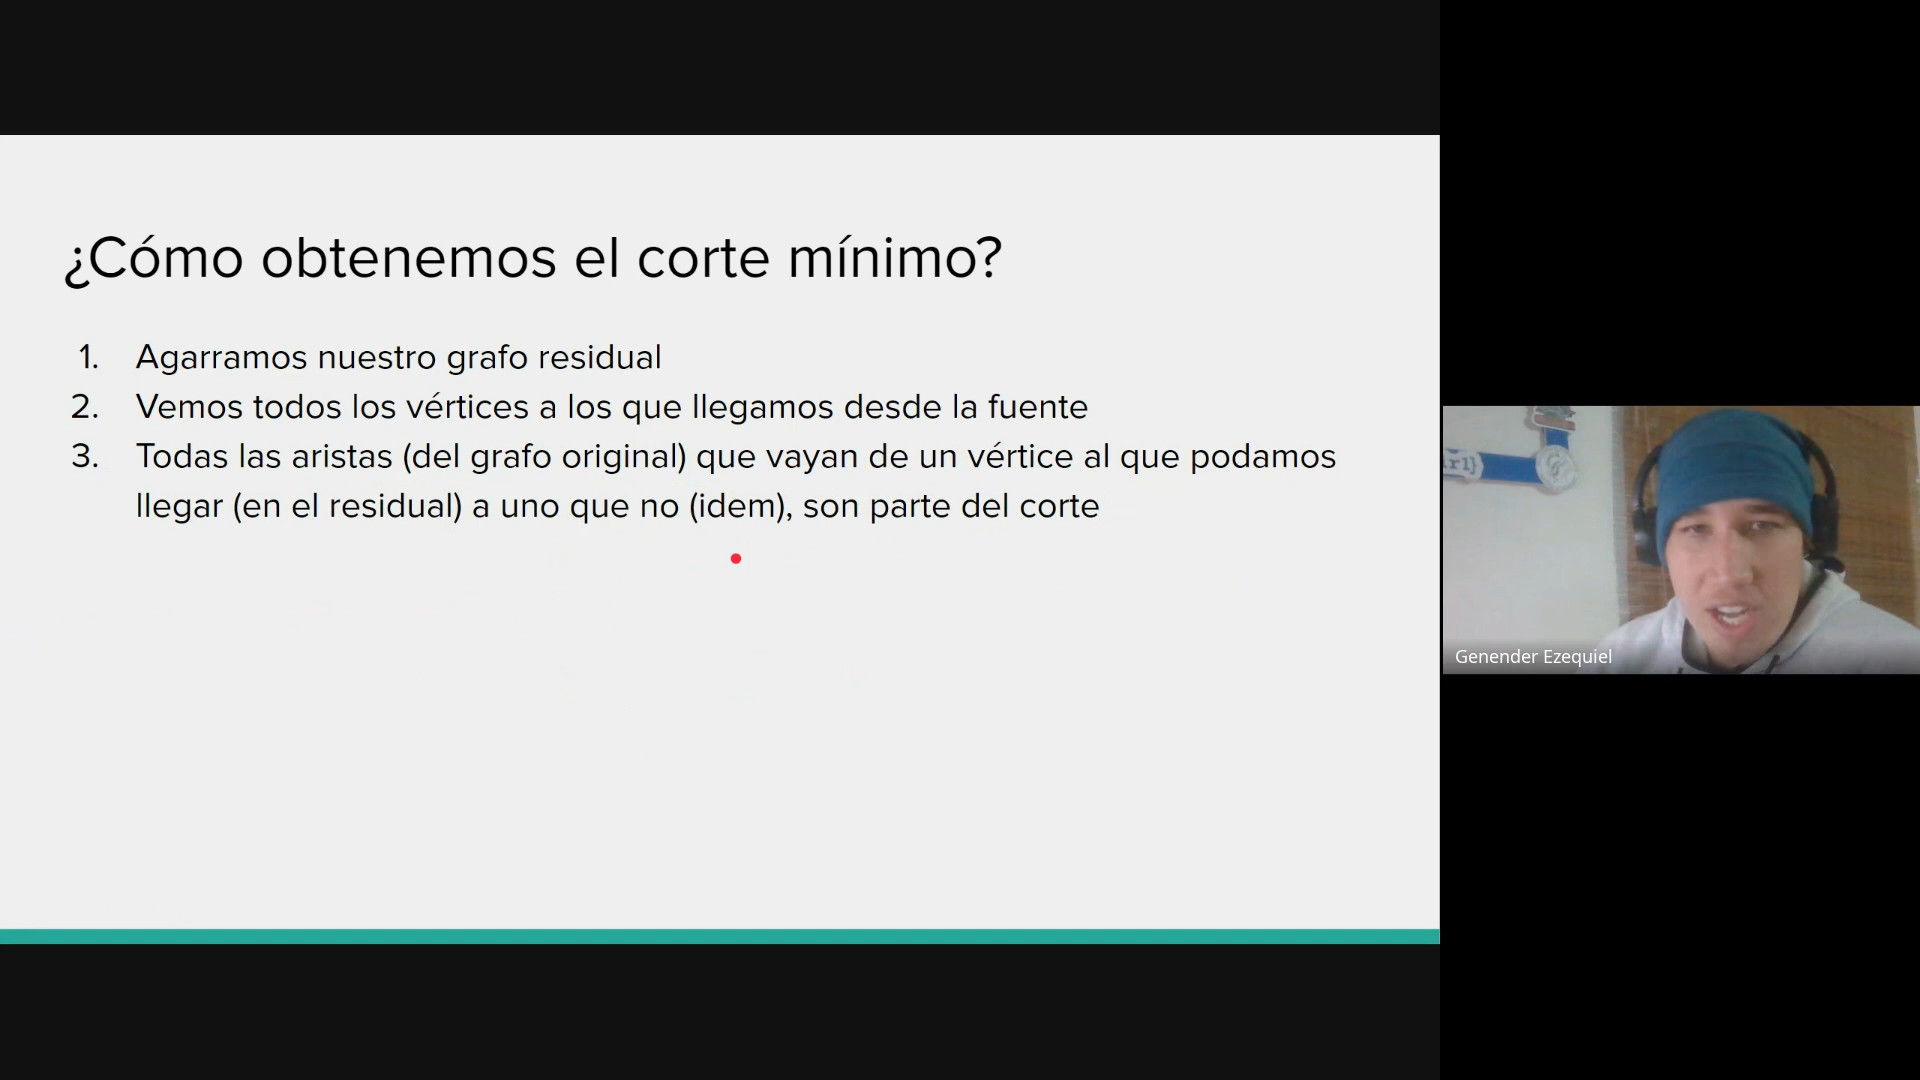 ¿Cómo obtenemos el corte mínimo?
1. Agarramos nuestro grafo residual
2. Vemos todos los vértices a los que llegamos desde la fuente
3. Todas las aristas (del grafo original) que vayan de un vértice al que podamos
llegar (en el residual) a uno que no (idem), son parte del corte
Genender Ezequiel